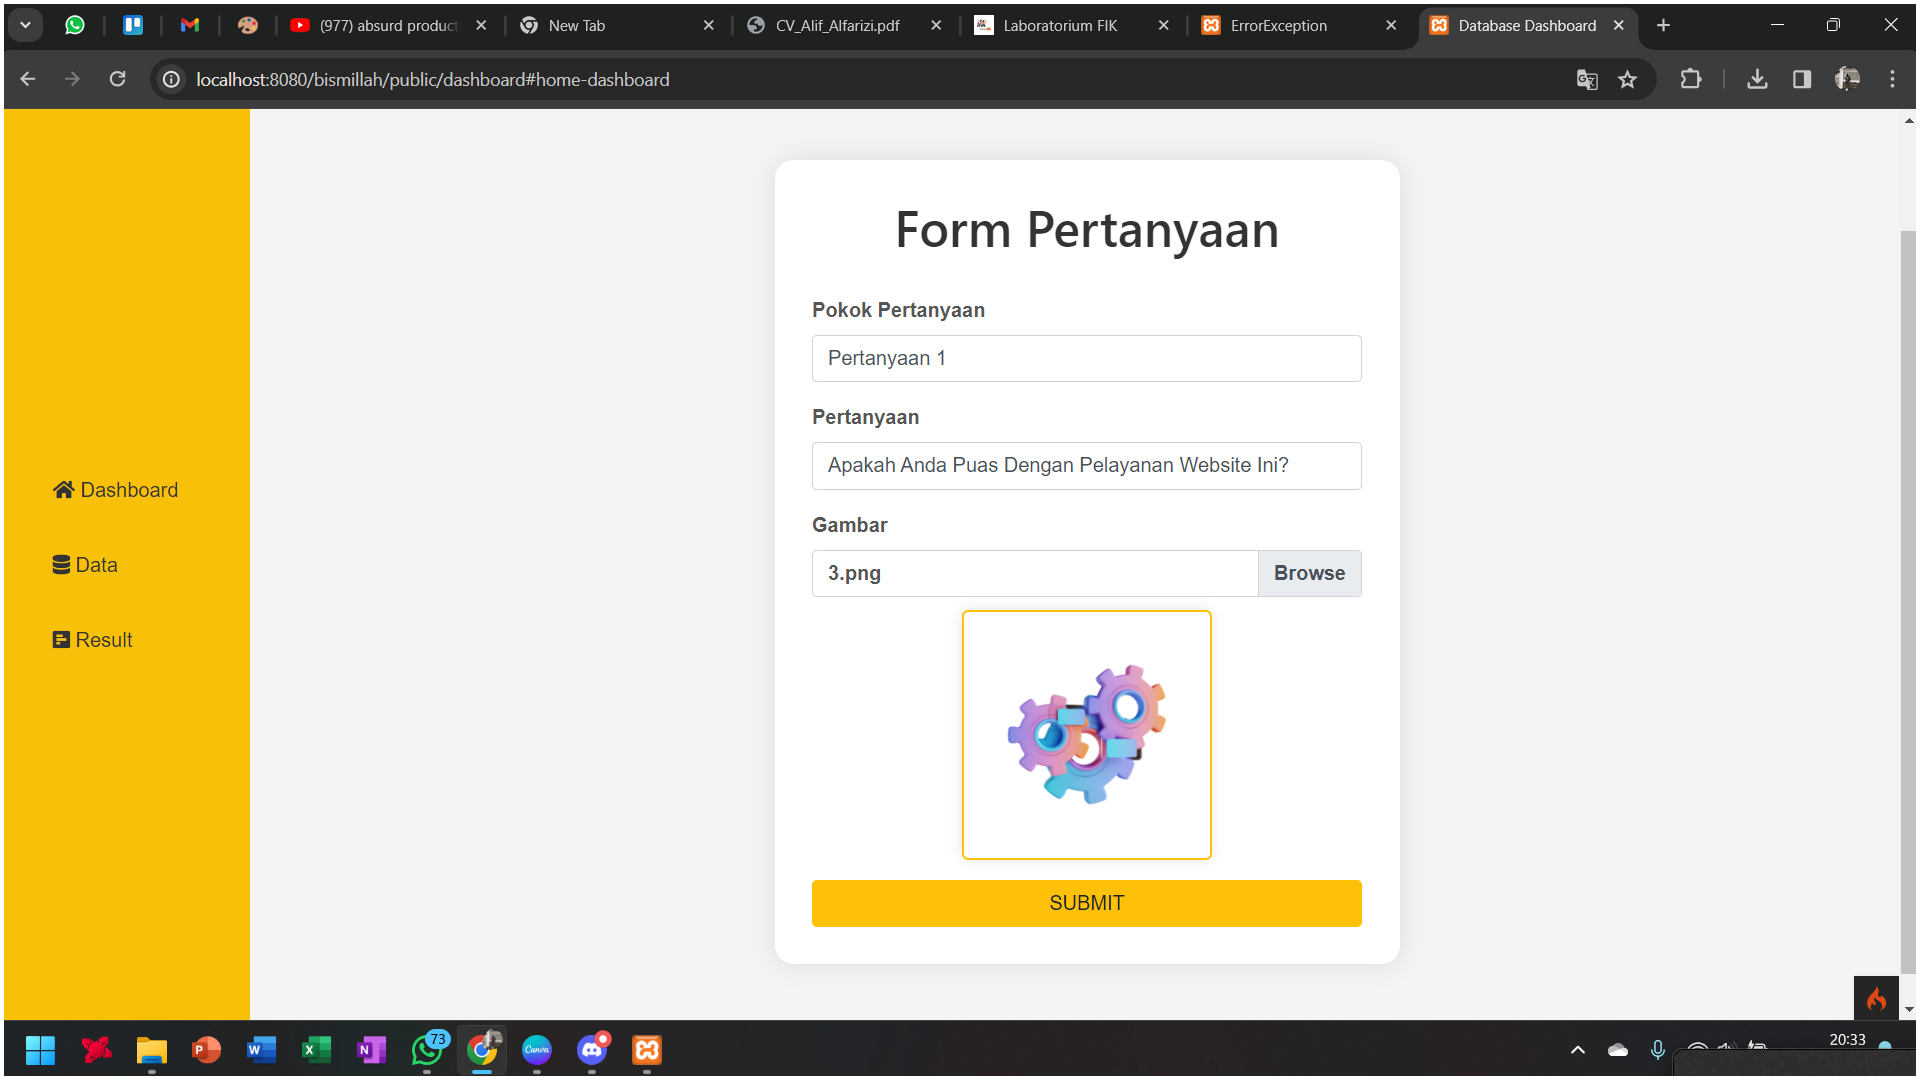 (977) absurd product
New Tab
CV_Alif_Alfarizi.pdf
Laboratorium FIK
ErrorException
Database Dashboard
localhost:8080/bismillah/public/dashboard#home-dashboard
Form Pertanyaan
Pokok Pertanyaan
Pertanyaan 1
Pertanyaan
Apakah Anda Puas Dengan Pelayanan Website Ini?
Gambar
3.png
Browse
SUBMIT
Dashboard
Data
Result
73
Canva
20:33